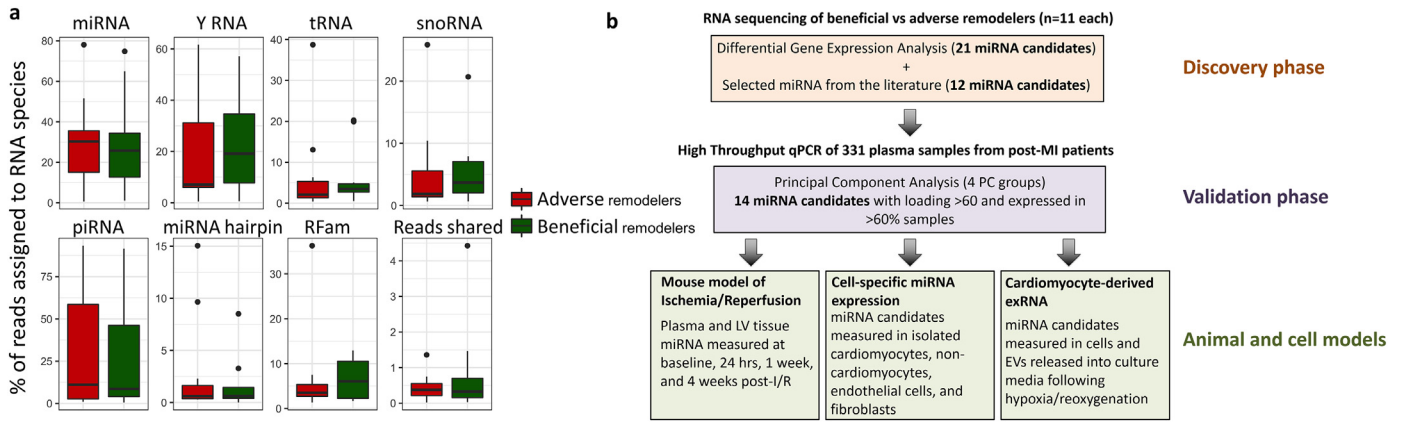 a
miRNA
Y RNA
tRNA
snoRNA
80
60
40
20
0
60
40
20
0
40
30
20
10
0
20
10
0
% of reads assigned to RNA species
Adverse remodelers
Beneficial remodelers
piRNA
miRNA hairpin
RFam
Reads shared
75
50
25
0
15
10
5
0
30
20
10
0
4
3
2
1
0
b
RNA sequencing of beneficial vs adverse remodelers (n=11 each)
Differential Gene Expression Analysis (21 miRNA candidates)
+
Selected miRNA from the literature (12 miRNA candidates)
Discovery phase
High Throughput qPCR of 331 plasma samples from post-MI patients
Principal Component Analysis (4 PC groups)
14 miRNA candidates with loading >60 and expressed in
>60% samples
Validation phase
Mouse model of
Ischemia/Reperfusion
Plasma and LV tissue
miRNA measured at
baseline, 24 hrs, 1 week,
and 4 weeks post-I/R
Cell-specific miRNA
expression
miRNA candidates
measured in isolated
cardiomyocytes, non-
cardiomyocytes,
endothelial cells, and
fibroblasts
Cardiomyocyte-derived
exRNA
miRNA candidates
measured in cells and
EVs released into culture
media following
hypoxia/reoxygenation
Animal and cell models